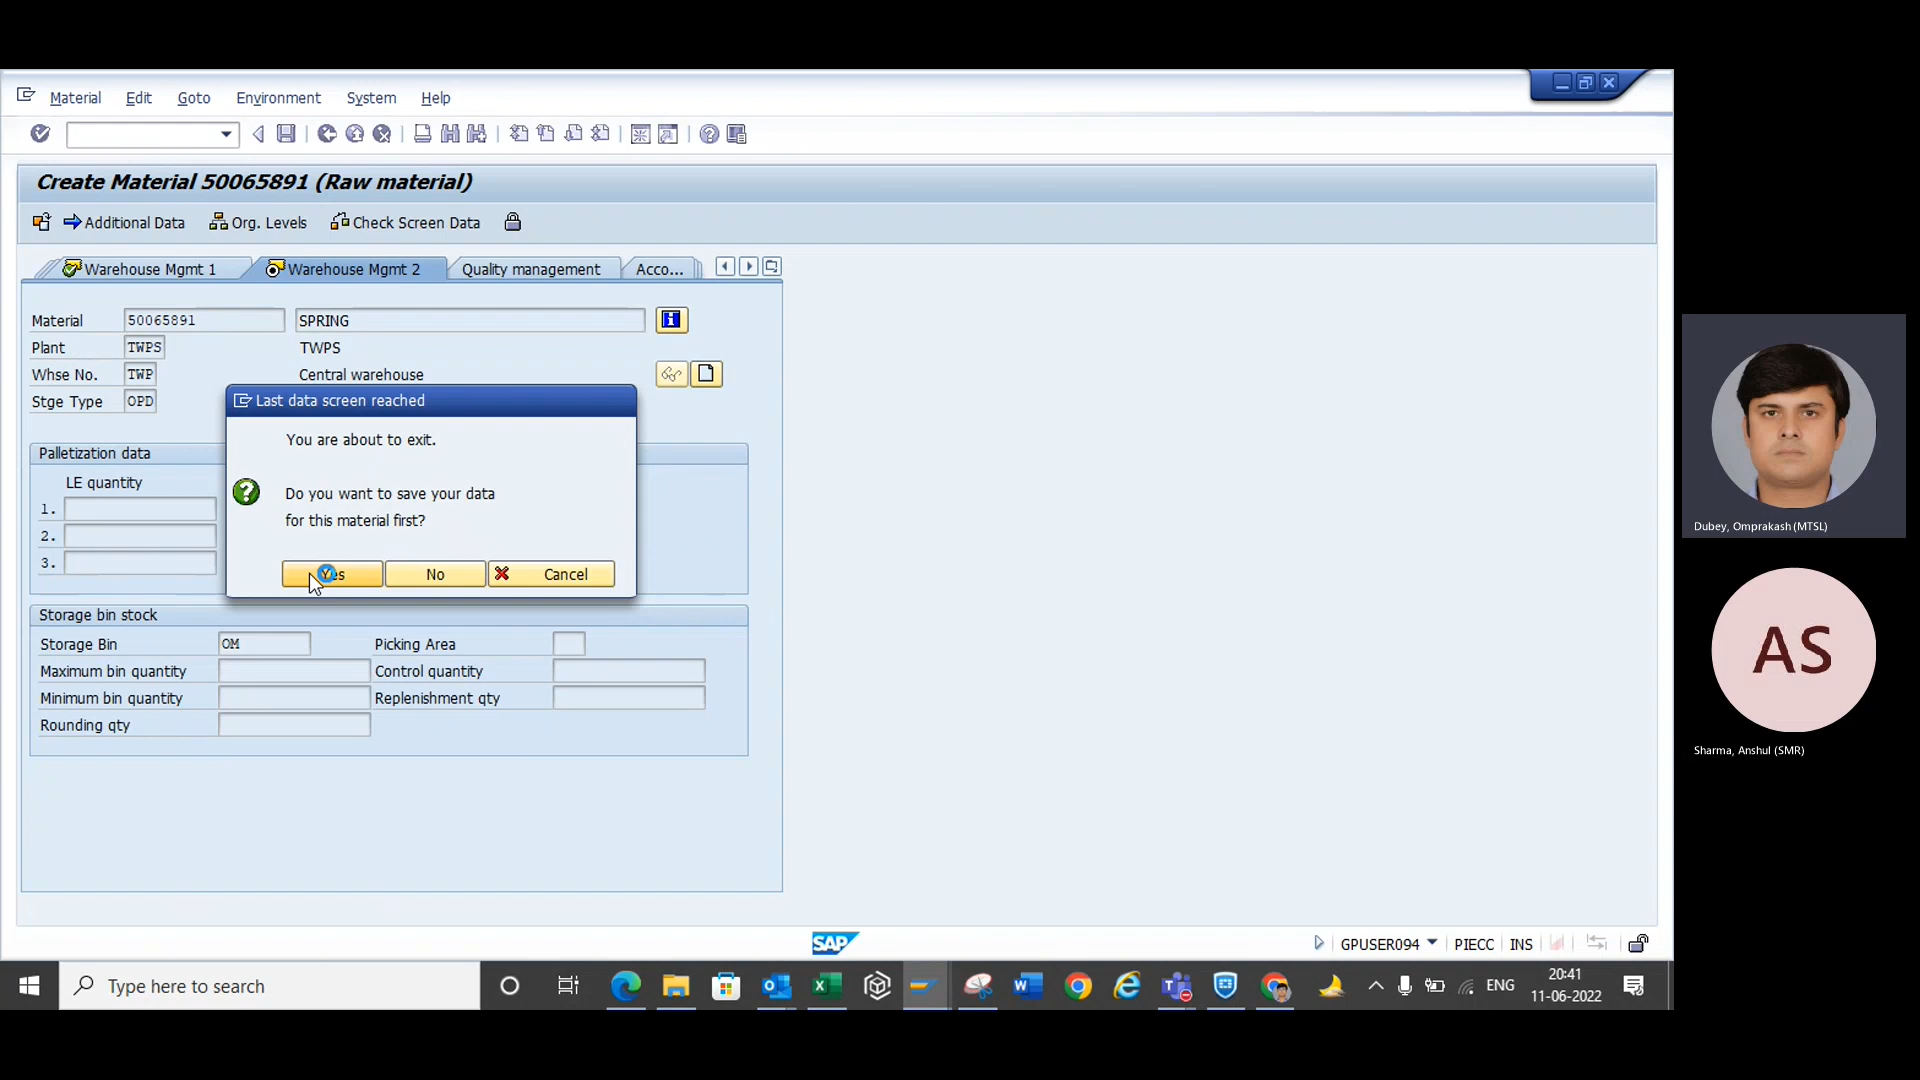 Material Edit Goto Environment System Help
Create Material 50065891 (Raw material)
Additional Data Org. Levels Check Screen Data
Warehouse Mgmt 1 Warehouse Mgmt 2 Quality management Acco...
Material 50065891 SPRING
Plant TWPS TWPS
Whse No. TWP Central warehouse
Stge Type OPD
Last data screen reached
You are about to exit.
Do you want to save your data
for this material first?
Yes No Cancel
Palletization data
LE quantity
1.
2.
3.
Storage bin stock
Storage Bin OM Picking Area
Maximum bin quantity Control quantity
Minimum bin quantity Replenishment qty
Rounding qty
SAP GPUSER094 PIECC INS
Type here to search
ENG 20:41
11-06-2022
Dubey, Omprakash (MTSL)
AS
Sharma, Anshul (SMR)